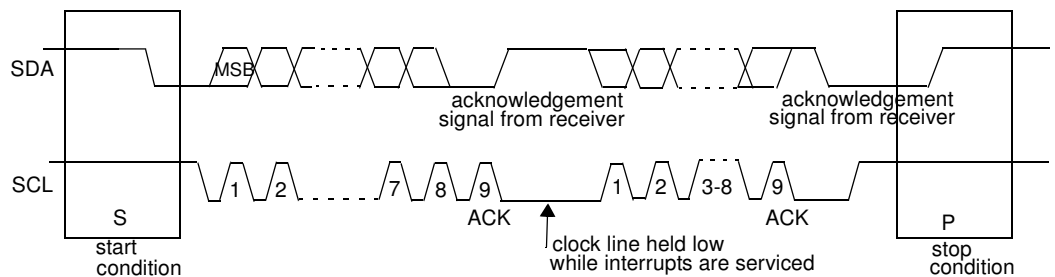 SDA
MSB
acknowledgement
signal from receiver
acknowledgement
signal from receiver
SCL
1
2
7
8
9
1
2
3-8
9
ACK
ACK
S
P
start
condition
clock line held low
while interrupts are serviced
stop
condition